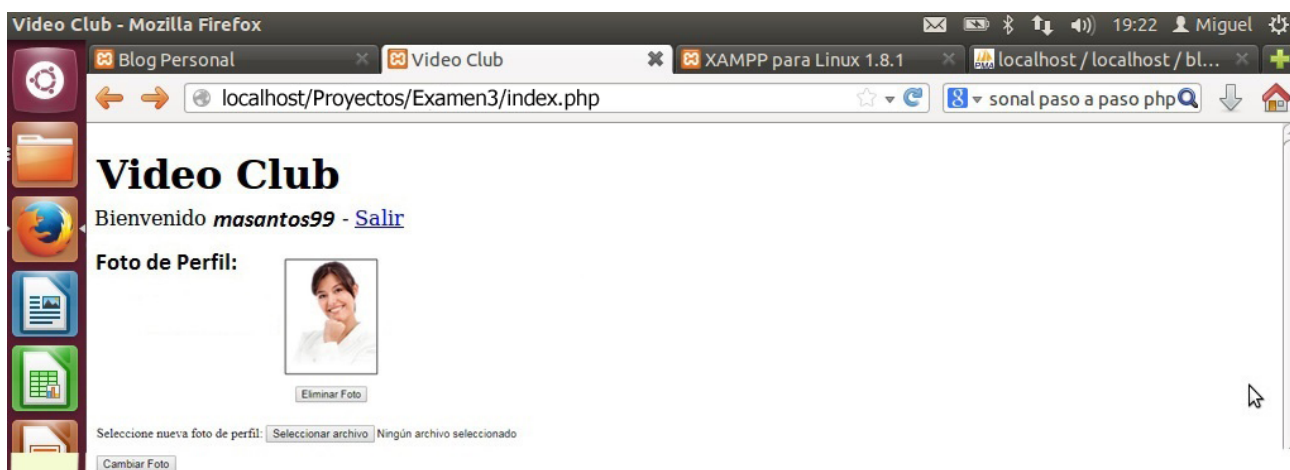 Video Club - Mozilla Firefox 19:22 Miguel
Blog Personal Video Club XAMPP para Linux 1.8.1 localhost / localhost / bl...
localhost/Proyectos/Examen3/index.php 8 sonal paso a paso php
Video Club
Bienvenido masantos99 - Salir
Foto de Perfil:
Eliminar Foto
Seleccione nueva foto de perfil: Seleccionar archivo Ningún archivo seleccionado
Cambiar Foto